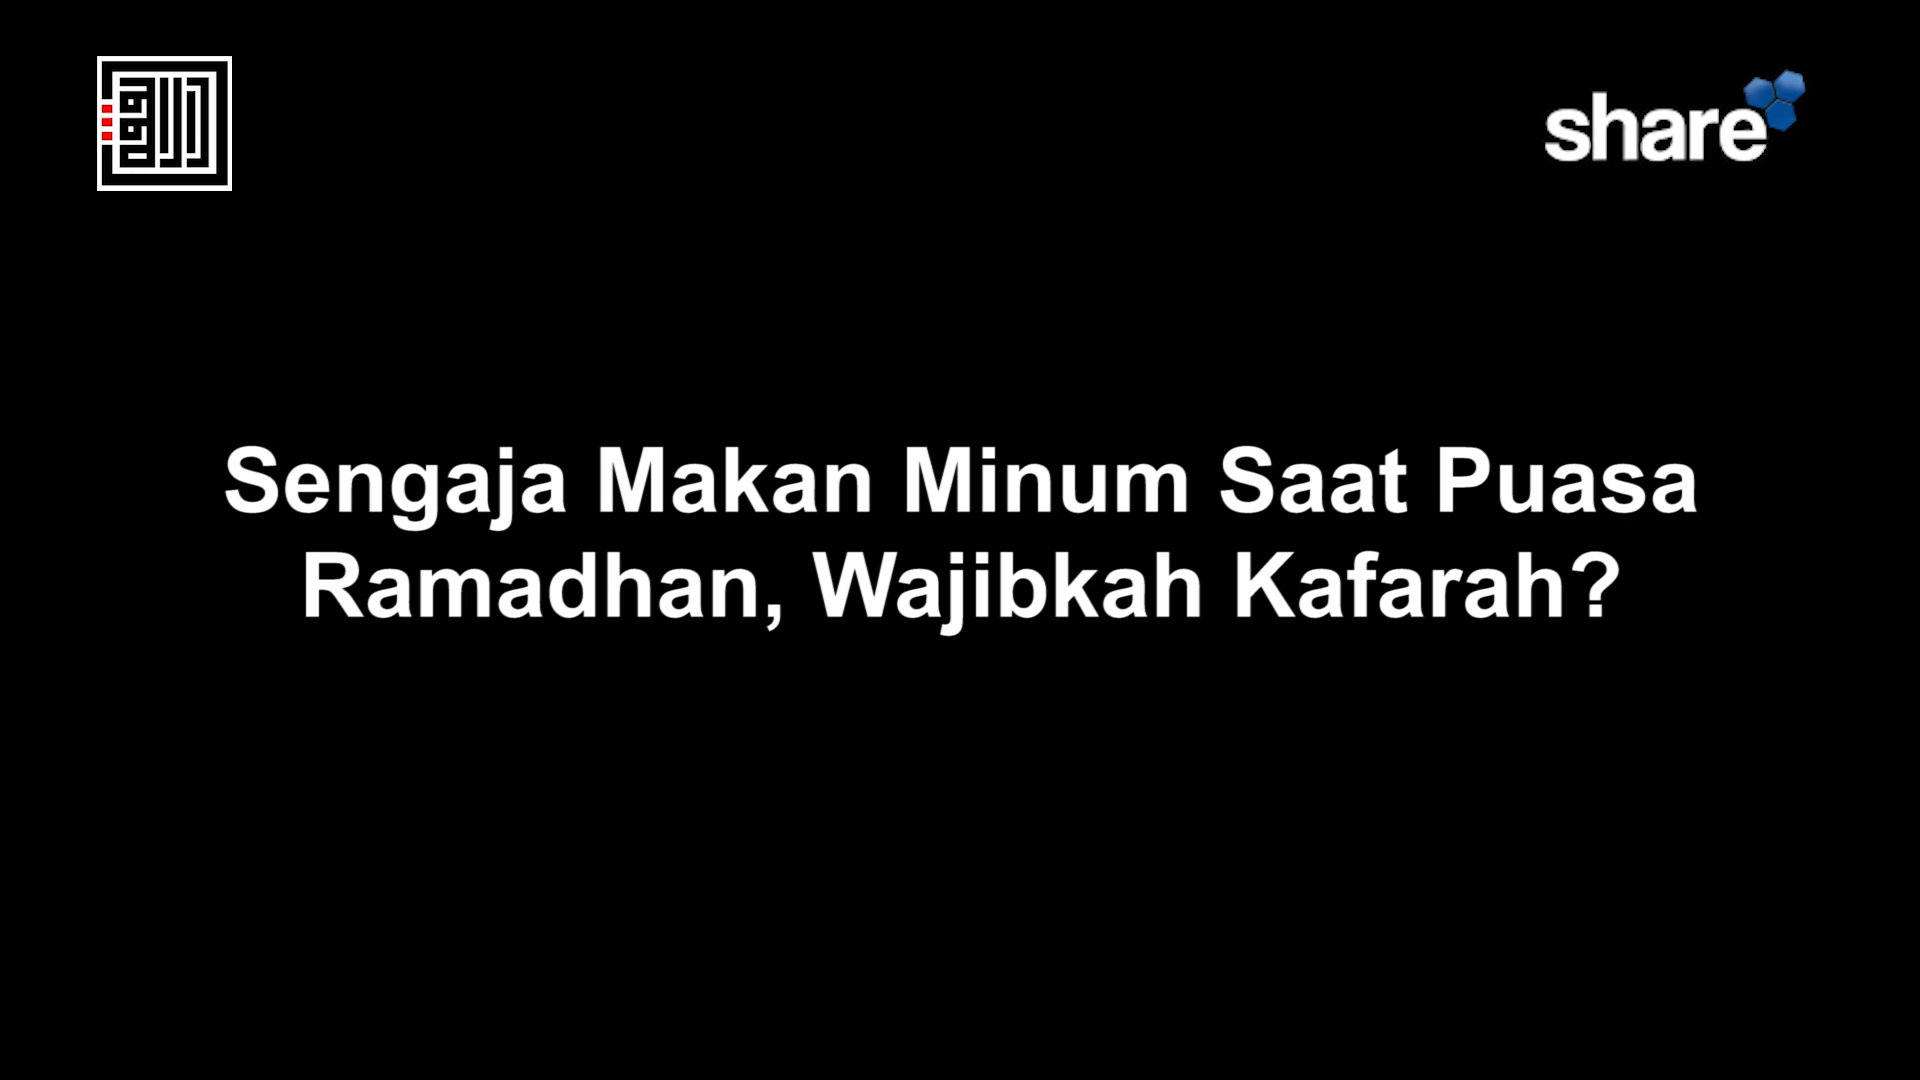 share
Sengaja Makan Minum Saat Puasa
Ramadhan, Wajibkah Kafarah?